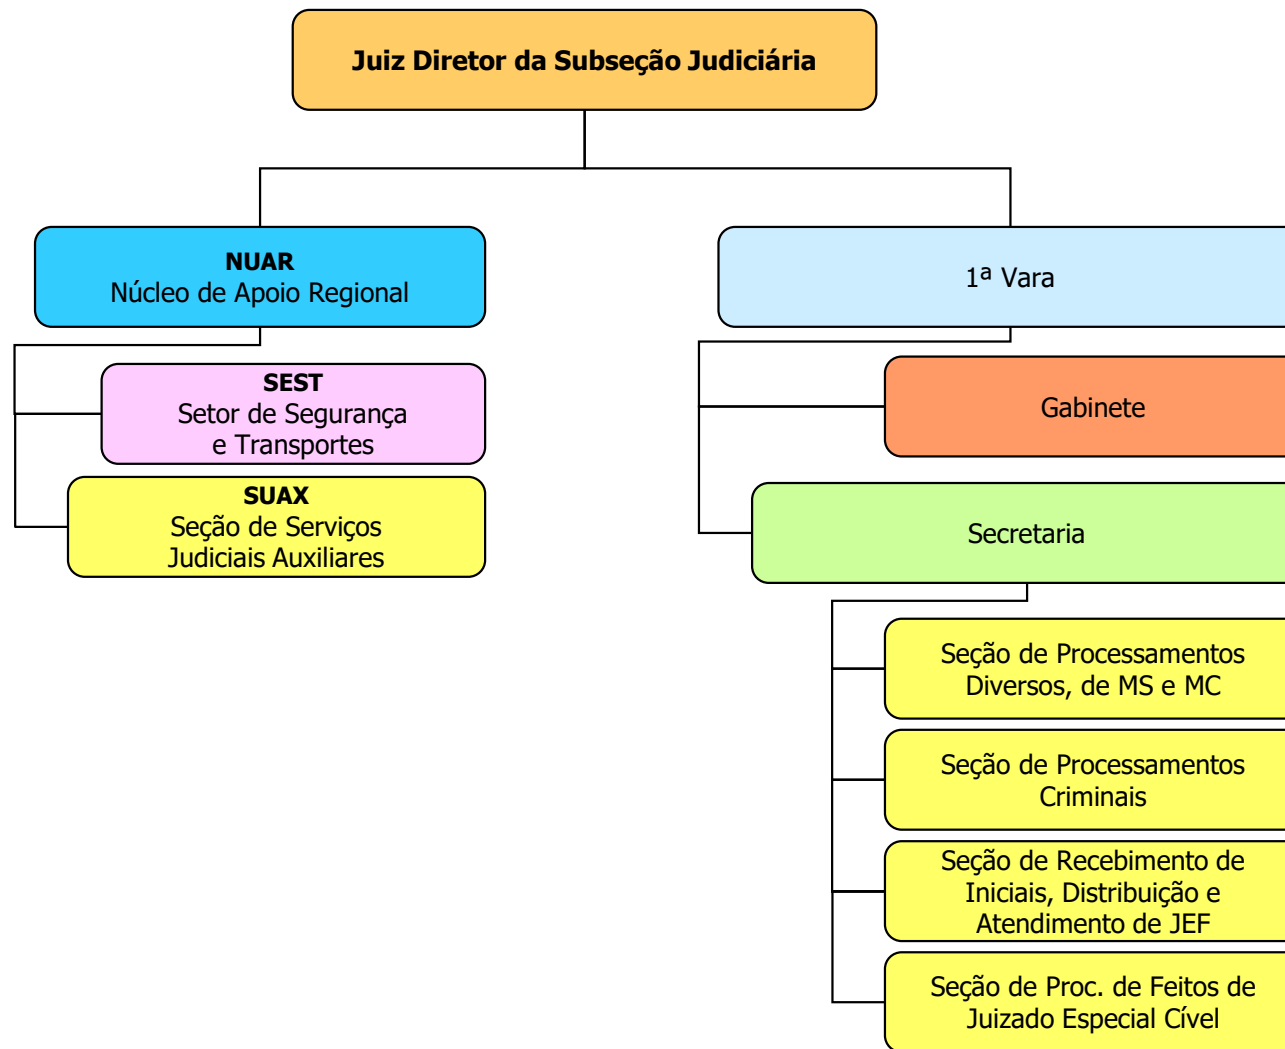 Juiz Diretor da Subseção Judiciária
NUAR
Núcleo de Apoio Regional
1ª Vara
SEST
Setor de Segurança
e Transportes
Gabinete
SUAX
Seção de Serviços
Judiciais Auxiliares
Secretaria
Seção de Processamentos
Diversos, de MS e MC
Seção de Processamentos
Criminais
Seção de Recebimento de
Iniciais, Distribuição e
Atendimento de JEF
Seção de Proc. de Feitos de
Juizado Especial Cível